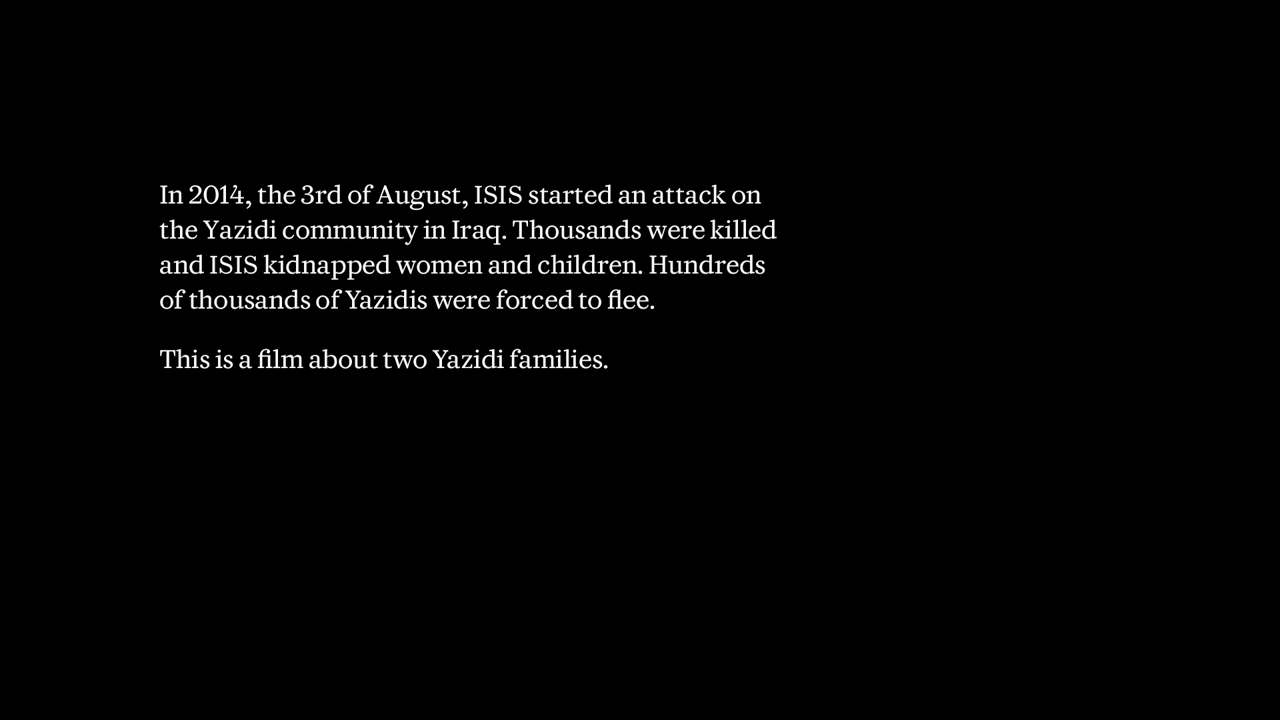 In 2014, the 3rd of August, ISIS started an attack on
the Yazidi community in Iraq. Thousands were killed
and ISIS kidnapped women and children. Hundreds
of thousands of Yazidis were forced to flee.
This is a film about two Yazidi families.